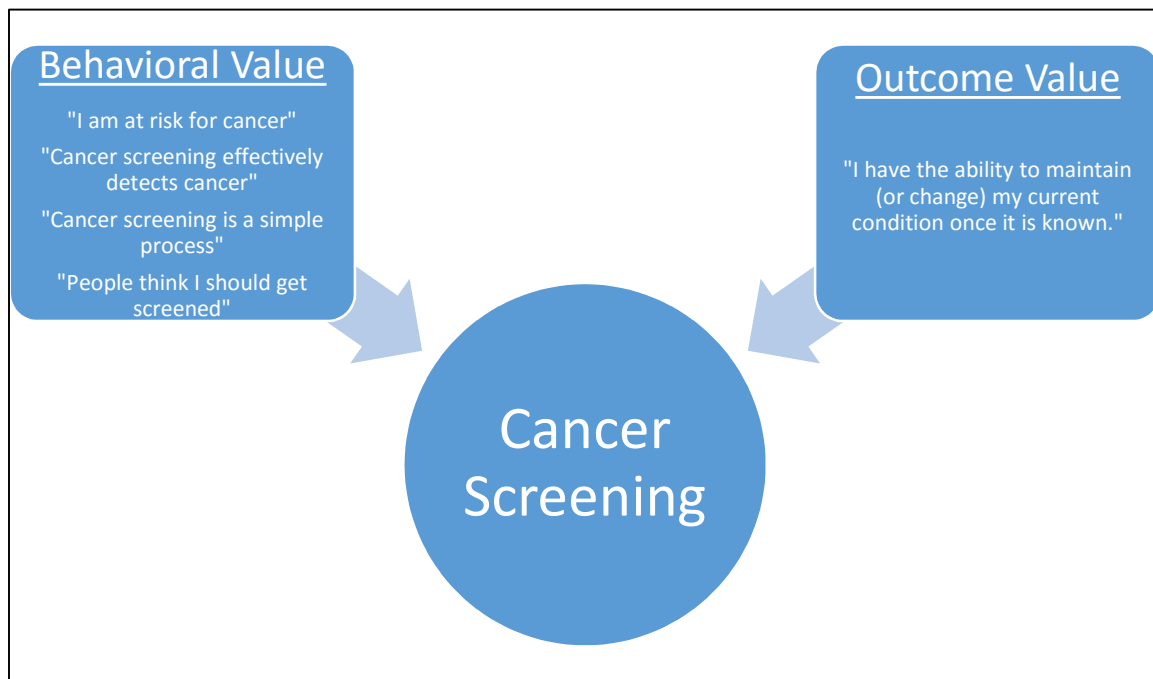 Behavioral Value
"I am at risk for cancer"
"Cancer screening effectively
detects cancer"
"Cancer screening is a simple
process"
"People think I should get
screened"
Outcome Value
"I have the ability to maintain
(or change) my current
condition once it is known."
Cancer
Screening